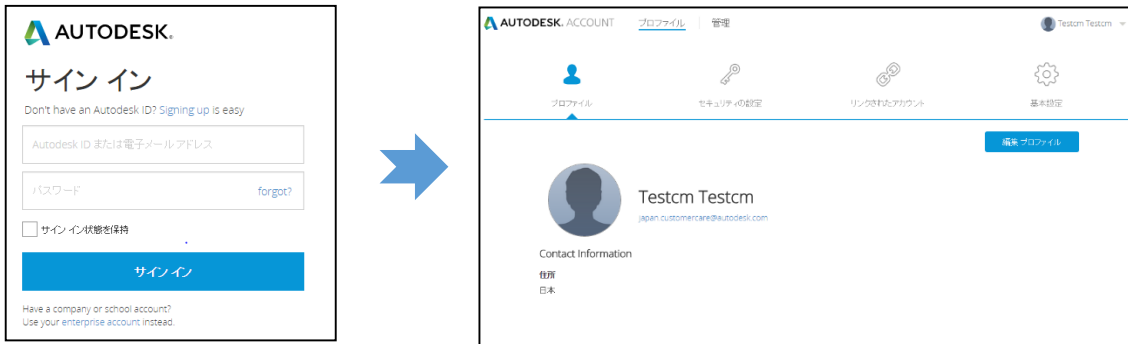 AUTODESK®
サイン イン
Don't have an Autodesk ID? Signing up is easy
Autodesk ID または電子メール アドレス
パスワード forgot?
サイン イン状態を保持
サイン イン
Have a company or school account?
Use your enterprise account instead.
AUTODESK® ACCOUNT プロファイル 管理 Testcm Testcm
プロファイル セキュリティの設定 リンクされたアカウント 基本設定
編集 プロファイル
Testcm Testcm
japan.customercare@autodesk.com
Contact Information
住所
日本